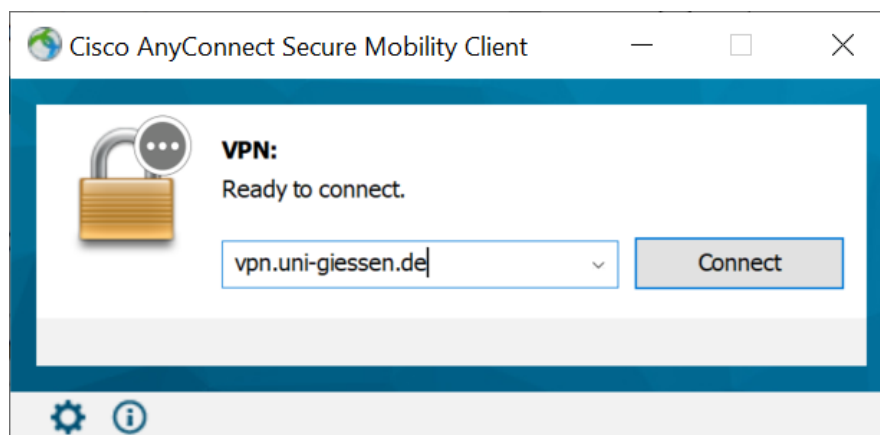 Cisco AnyConnect Secure Mobility Client
VPN:
Ready to connect.
vpn.uni-giessen.de
Connect